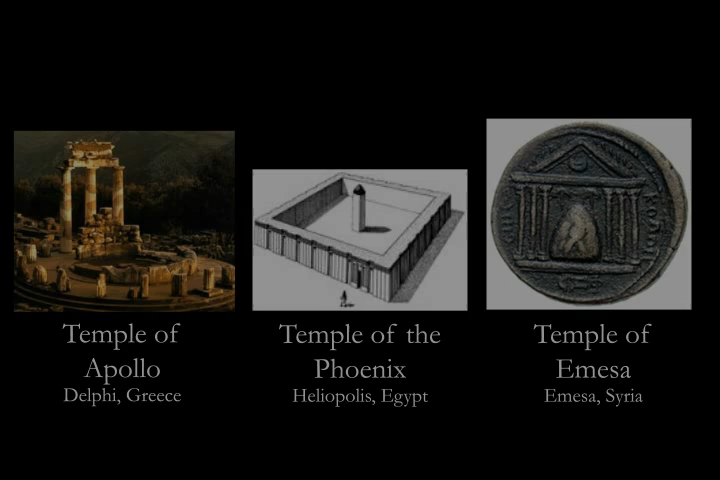 Temple of
Apollo
Delphi, Greece
Temple of the
Phoenix
Heliopolis, Egypt
Temple of
Emesa
Emesa, Syria